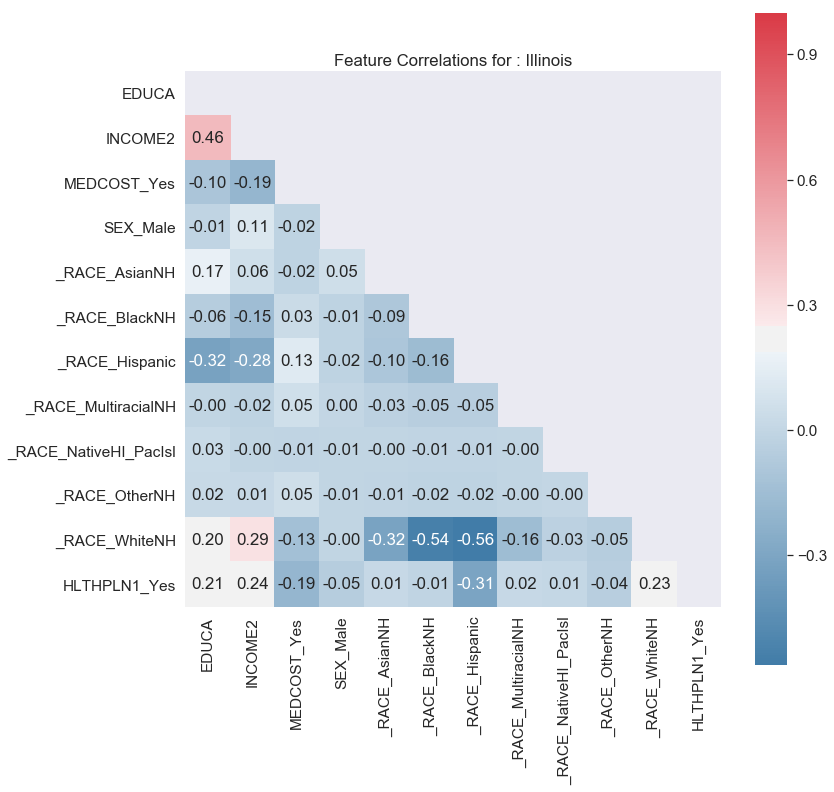 Feature Correlations for : Illinois
EDUCA
INCOME2 0.46
MEDCOST_Yes -0.10 -0.19
SEX_Male -0.01 0.11 -0.02
_RACE_AsianNH 0.17 0.06 -0.02 0.05
_RACE_BlackNH -0.06 -0.15 0.03 -0.01 -0.09
_RACE_Hispanic -0.32 -0.28 0.13 -0.02 -0.10 -0.16
_RACE_MultiracialNH -0.00 -0.02 0.05 0.00 -0.03 -0.05 -0.05
_RACE_NativeHI_PacIsl 0.03 -0.00 -0.01 -0.01 -0.00 -0.01 -0.01 -0.00
_RACE_OtherNH 0.02 0.01 0.05 -0.01 -0.01 -0.02 -0.02 -0.00 -0.00
_RACE_WhiteNH 0.20 0.29 -0.13 -0.00 -0.32 -0.54 -0.56 -0.16 -0.03 -0.05
HLTHPLN1_Yes 0.21 0.24 -0.19 -0.05 0.01 -0.01 -0.31 0.02 0.01 -0.04 0.23
EDUCA
INCOME2
MEDCOST_Yes
SEX_Male
_RACE_AsianNH
_RACE_BlackNH
_RACE_Hispanic
_RACE_MultiracialNH
_RACE_NativeHI_PacIsl
_RACE_OtherNH
_RACE_WhiteNH
HLTHPLN1_Yes
0.9
0.6
0.3
0.0
−0.3